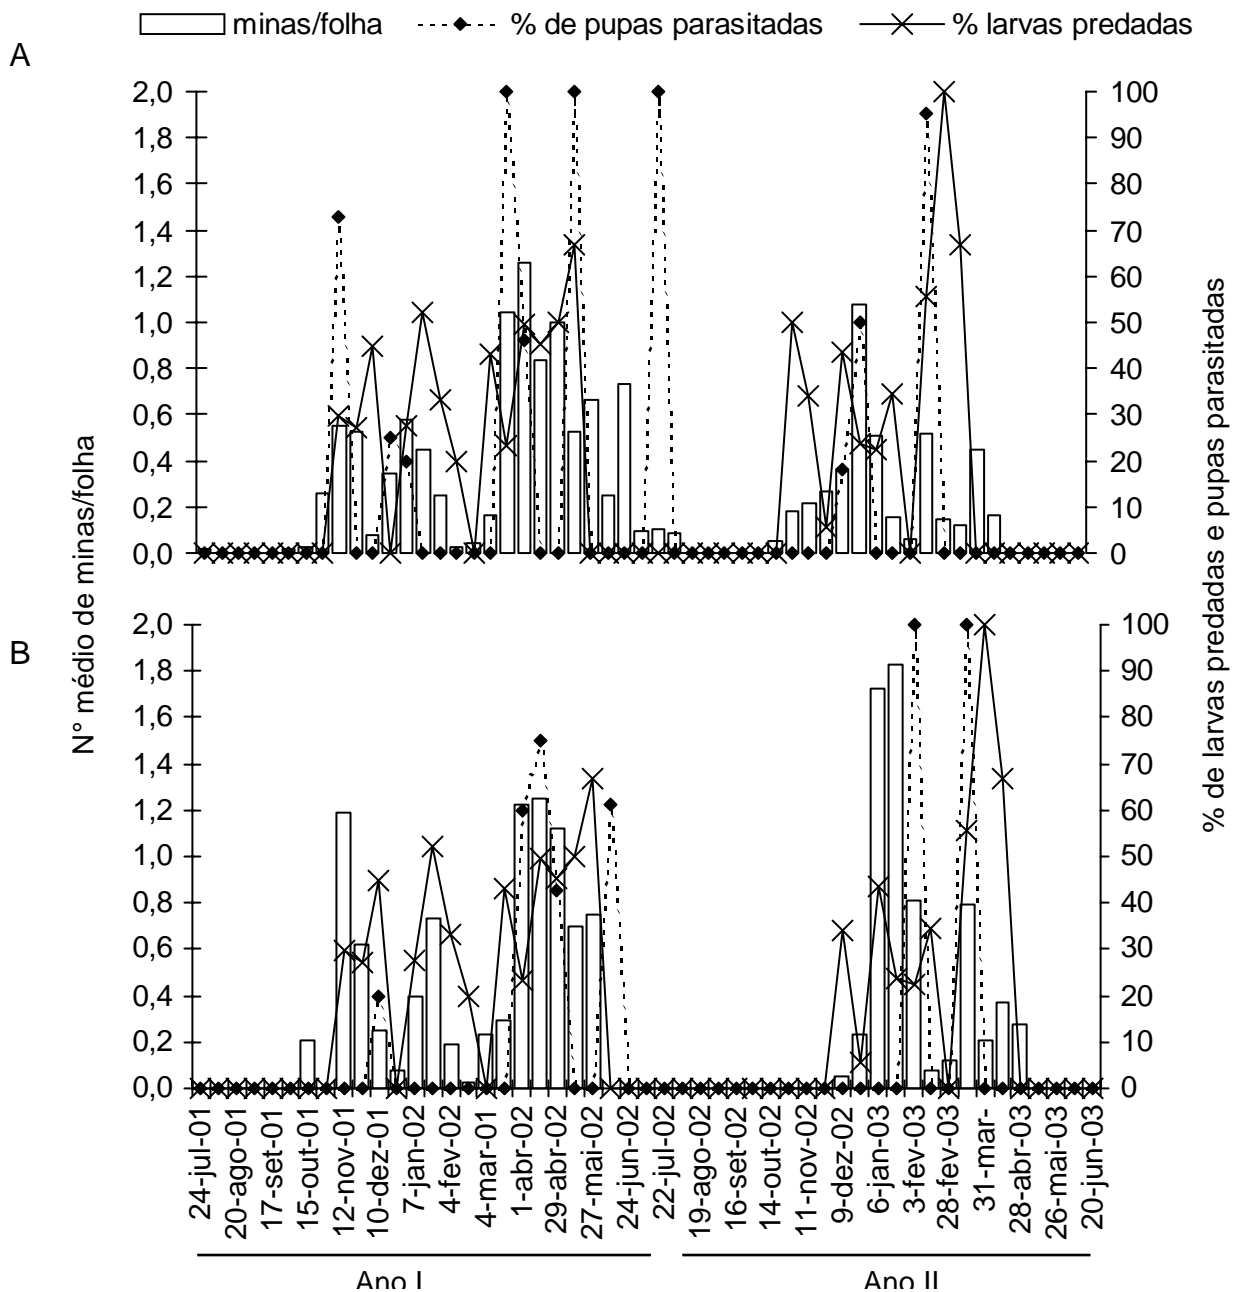 minas/folha % de pupas parasitadas % larvas predadas
A
2,0 100
1,8 90
1,6 80
1,4 70
1,2 60
1,0 50
0,8 40
0,6 30
0,4 20
0,2 10
0,0 0
N° médio de minas/folha
% de larvas predadas e pupas parasitadas
B
2,0 100
1,8 90
1,6 80
1,4 70
1,2 60
1,0 50
0,8 40
0,6 30
0,4 20
0,2 10
0,0 0
24-jul-01
20-ago-01
17-set-01
15-out-01
12-nov-01
10-dez-01
7-jan-02
4-fev-02
4-mar-01
1-abr-02
29-abr-02
27-mai-02
24-jun-02
22-jul-02
19-ago-02
16-set-02
14-out-02
11-nov-02
9-dez-02
6-jan-03
3-fev-03
28-fev-03
31-mar-
28-abr-03
26-mai-03
20-jun-03
Ano I Ano II